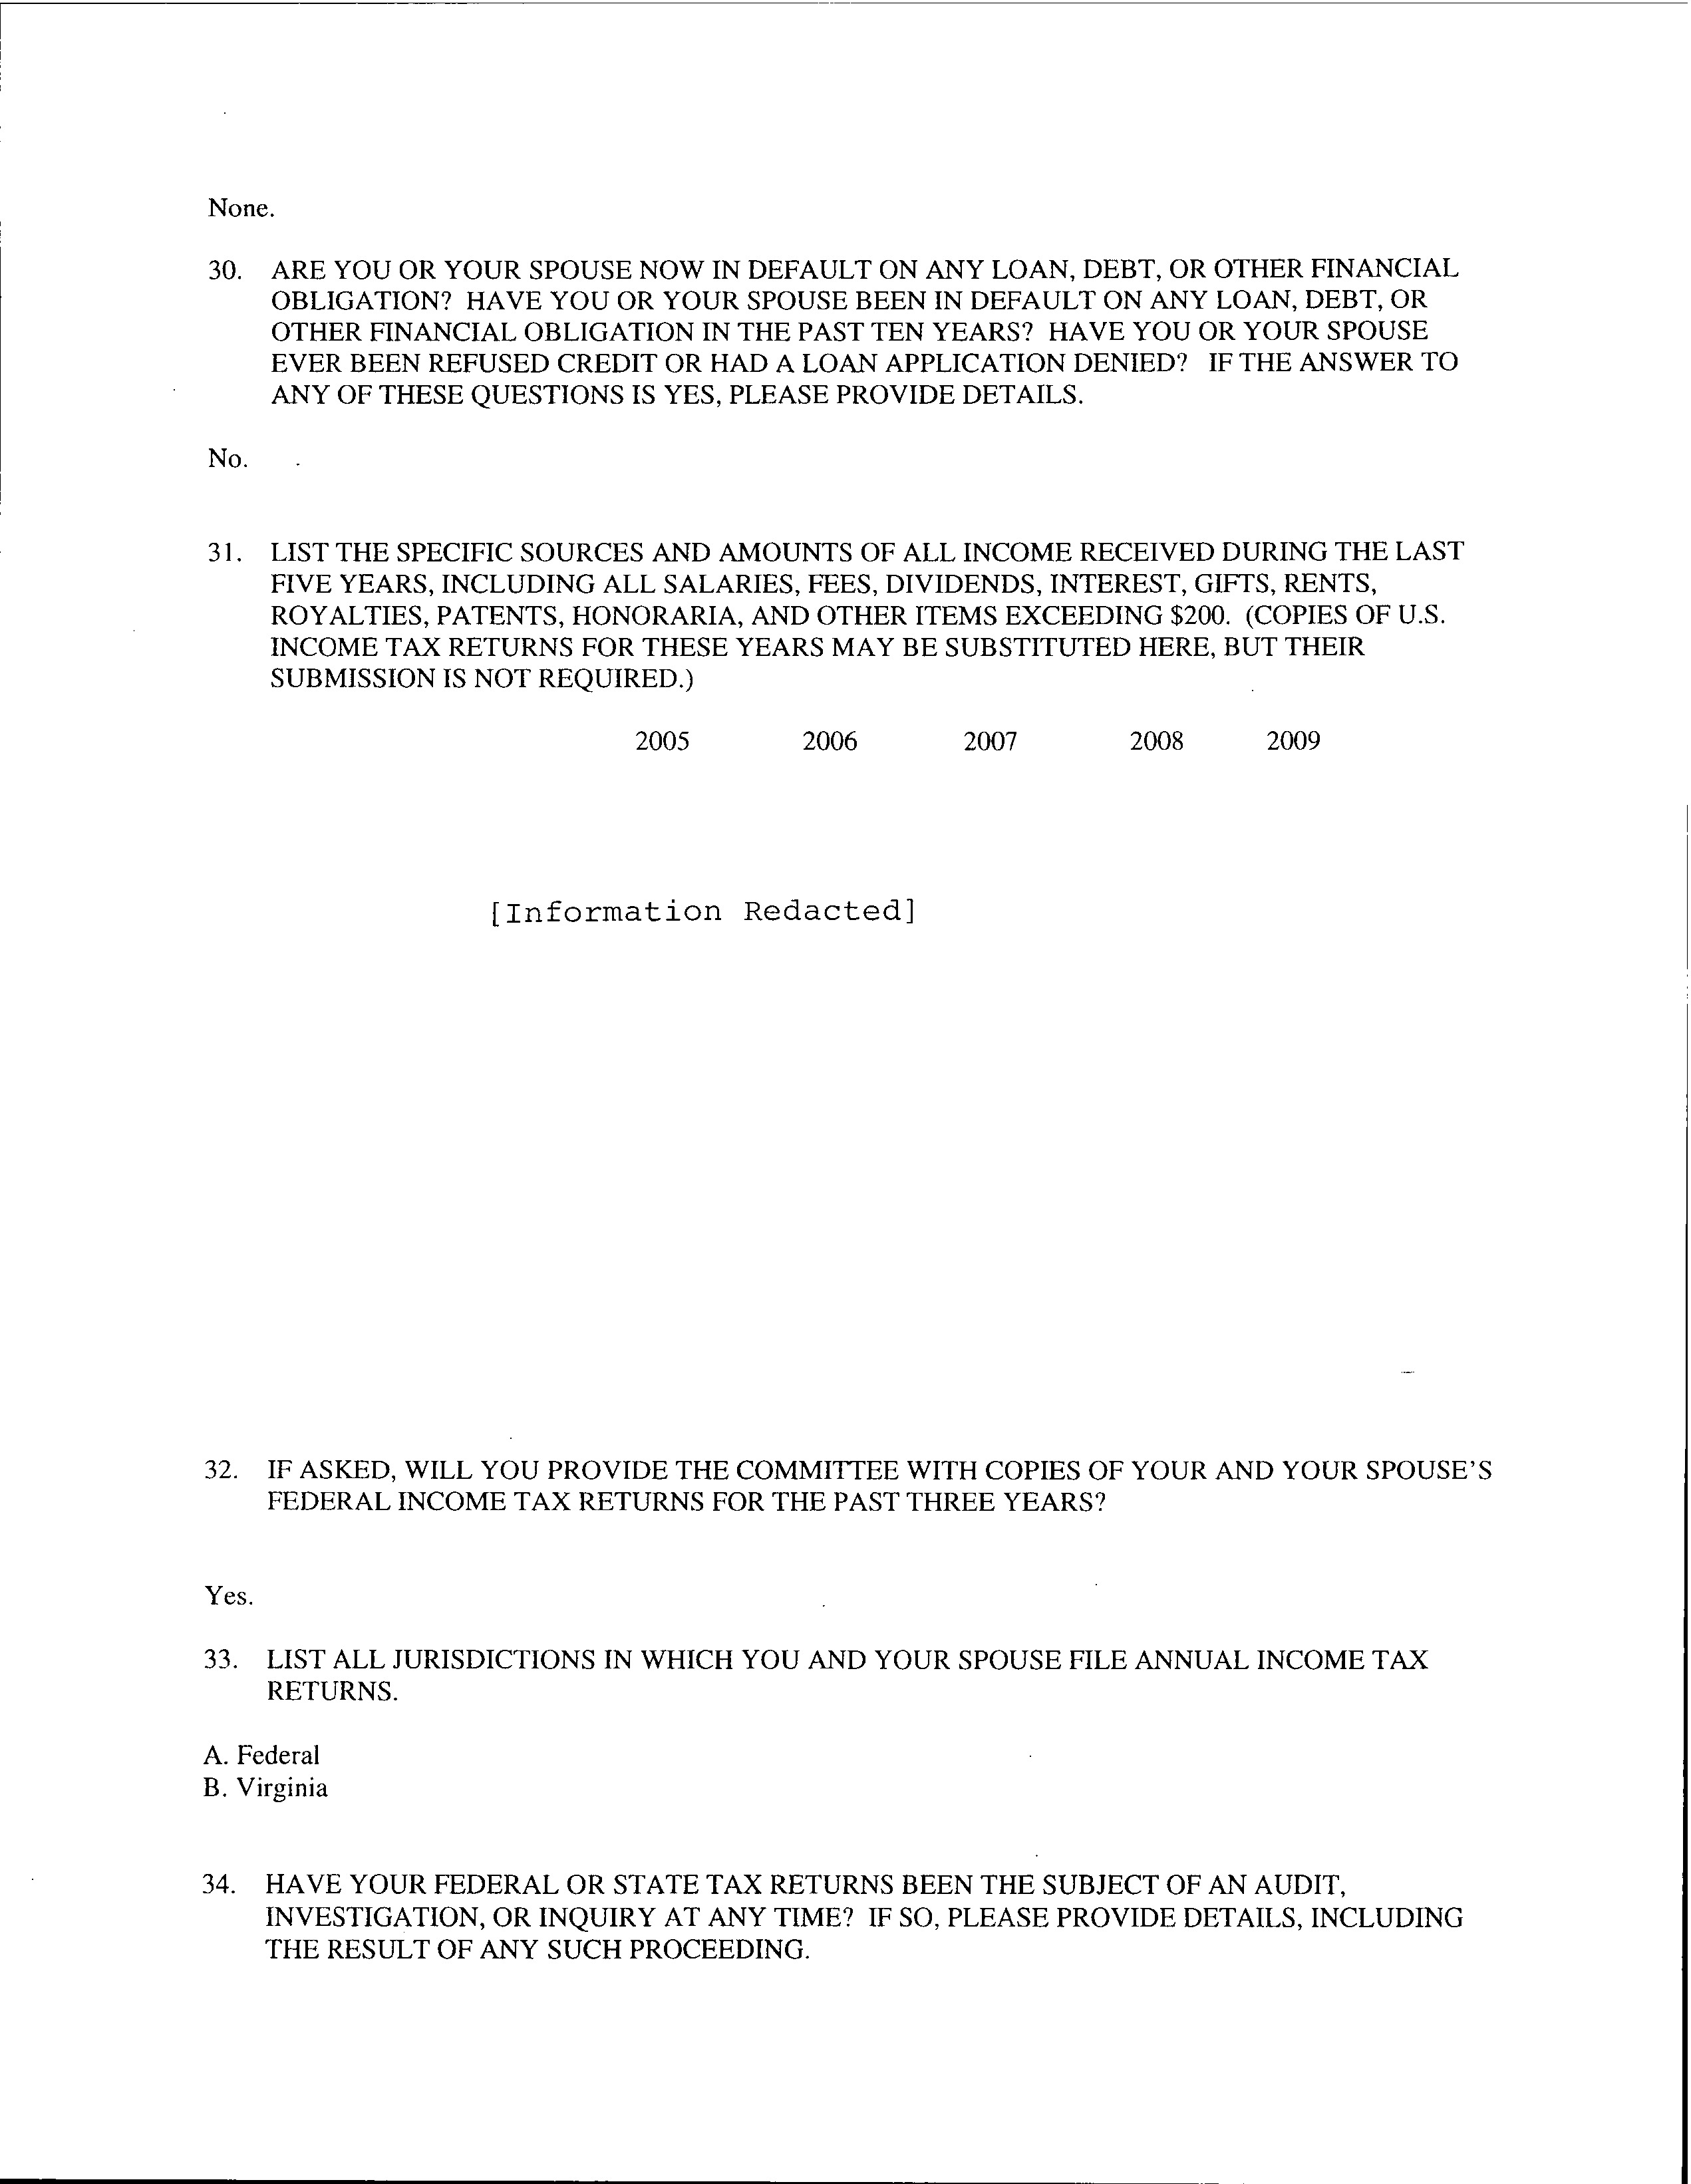 None.
30. ARE YOU OR YOUR SPOUSE NOW IN DEFAULT ON ANY LOAN, DEBT, OR OTHER FINANCIAL
OBLIGATION? HAVE YOU OR YOUR SPOUSE BEEN IN DEFAULT ON ANY LOAN, DEBT, OR
OTHER FINANCIAL OBLIGATION IN THE PAST TEN YEARS? HAVE YOU OR YOUR SPOUSE
EVER BEEN REFUSED CREDIT OR HAD A LOAN APPLICATION DENIED? IF THE ANSWER TO
ANY OF THESE QUESTIONS IS YES, PLEASE PROVIDE DETAILS.
No.
31. LIST THE SPECIFIC SOURCES AND AMOUNTS OF ALL INCOME RECEIVED DURING THE LAST
FIVE YEARS, INCLUDING ALL SALARIES, FEES, DIVIDENDS, INTEREST, GIFTS, RENTS,
ROYALTIES, PATENTS, HONORARIA, AND OTHER ITEMS EXCEEDING $200. (COPIES OF U.S.
INCOME TAX RETURNS FOR THESE YEARS MAY BE SUBSTITUTED HERE, BUT THEIR
SUBMISSION IS NOT REQUIRED.)
2005 2006 2007 2008 2009
[Information Redacted]
32. IF ASKED, WILL YOU PROVIDE THE COMMITTEE WITH COPIES OF YOUR AND YOUR SPOUSE'S
FEDERAL INCOME TAX RETURNS FOR THE PAST THREE YEARS?
Yes.
33. LIST ALL JURISDICTIONS IN WHICH YOU AND YOUR SPOUSE FILE ANNUAL INCOME TAX
RETURNS.
A. Federal
B. Virginia
34. HAVE YOUR FEDERAL OR STATE TAX RETURNS BEEN THE SUBJECT OF AN AUDIT,
INVESTIGATION, OR INQUIRY AT ANY TIME? IF SO, PLEASE PROVIDE DETAILS, INCLUDING
THE RESULT OF ANY SUCH PROCEEDING.